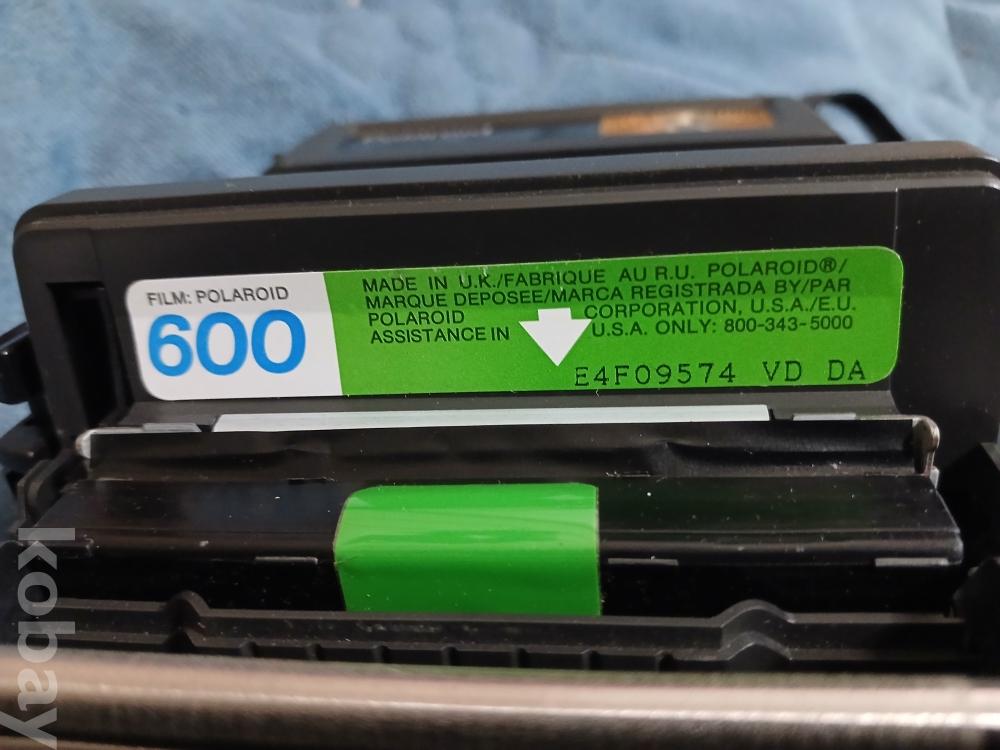 FILM: POLAROID
600
MADE IN U.K./FABRIQUE AU R.U. POLAROID®/
MARQUE DEPOSEE/MARCA REGISTRADA BY/PAR
POLAROID CORPORATION, U.S.A./E.U.
ASSISTANCE IN U.S.A. ONLY: 800-343-5000
E4F09574 VD DA
kobay